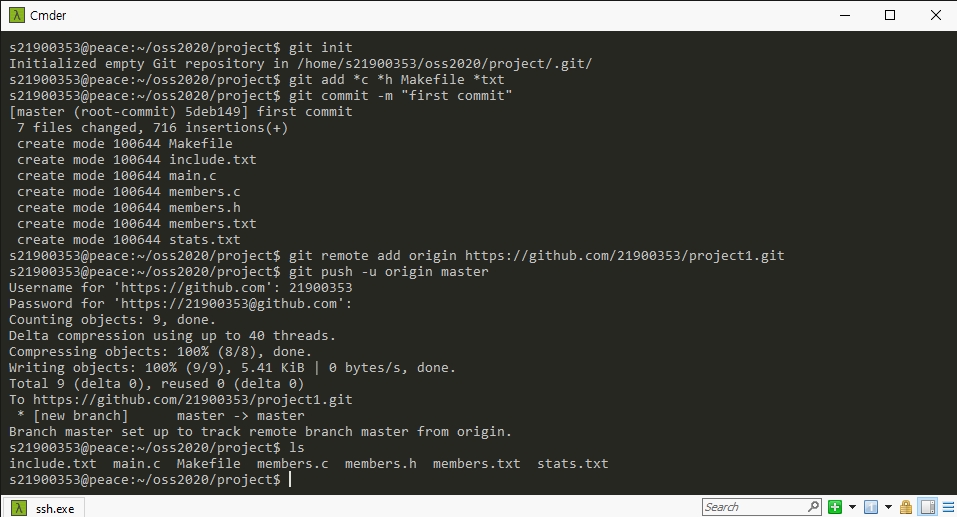 Cmder
s21900353@peace:~/oss2020/project$ git init
Initialized empty Git repository in /home/s21900353/oss2020/project/.git/
s21900353@peace:~/oss2020/project$ git add *c *h Makefile *txt
s21900353@peace:~/oss2020/project$ git commit -m "first commit"
[master (root-commit) 5deb149] first commit
 7 files changed, 716 insertions(+)
 create mode 100644 Makefile
 create mode 100644 include.txt
 create mode 100644 main.c
 create mode 100644 members.c
 create mode 100644 members.h
 create mode 100644 members.txt
 create mode 100644 stats.txt
s21900353@peace:~/oss2020/project$ git remote add origin https://github.com/21900353/project1.git
s21900353@peace:~/oss2020/project$ git push -u origin master
Username for 'https://github.com': 21900353
Password for 'https://21900353@github.com':
Counting objects: 9, done.
Delta compression using up to 40 threads.
Compressing objects: 100% (8/8), done.
Writing objects: 100% (9/9), 5.41 KiB | 0 bytes/s, done.
Total 9 (delta 0), reused 0 (delta 0)
To https://github.com/21900353/project1.git
 * [new branch]      master -> master
Branch master set up to track remote branch master from origin.
s21900353@peace:~/oss2020/project$ ls
include.txt  main.c  Makefile  members.c  members.h  members.txt  stats.txt
s21900353@peace:~/oss2020/project$
λ ssh.exe Search